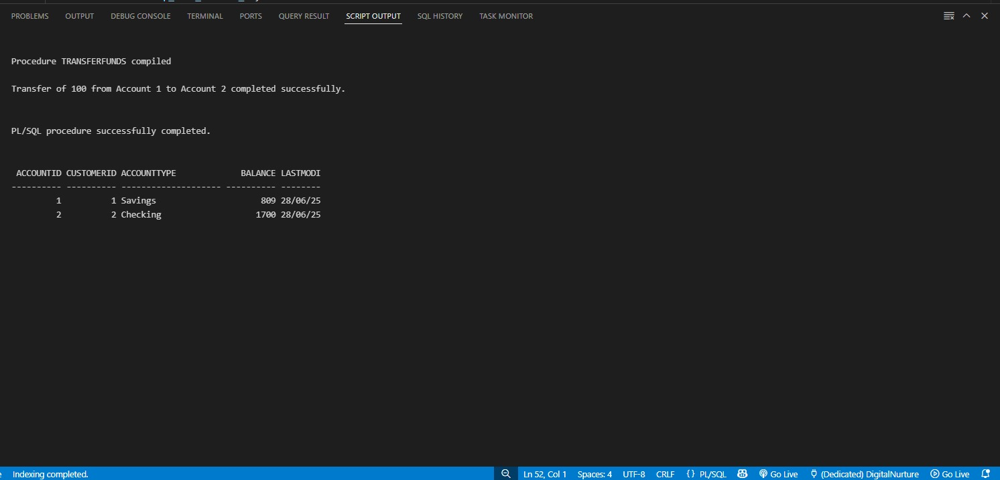 PROBLEMS OUTPUT DEBUG CONSOLE TERMINAL PORTS QUERY RESULT SCRIPT OUTPUT SQL HISTORY TASK MONITOR
Procedure TRANSFERFUNDS compiled
Transfer of 100 from Account 1 to Account 2 completed successfully.
PL/SQL procedure successfully completed.
ACCOUNTID CUSTOMERID ACCOUNTTYPE BALANCE LASTMODI
---------- ---------- -------------------- ---------- --------
1 1 Savings 809 28/06/25
2 2 Checking 1700 28/06/25
Indexing completed. Ln 52, Col 1 Spaces: 4 UTF-8 CRLF {} PL/SQL Go Live (Dedicated) DigitalNurture Go Live